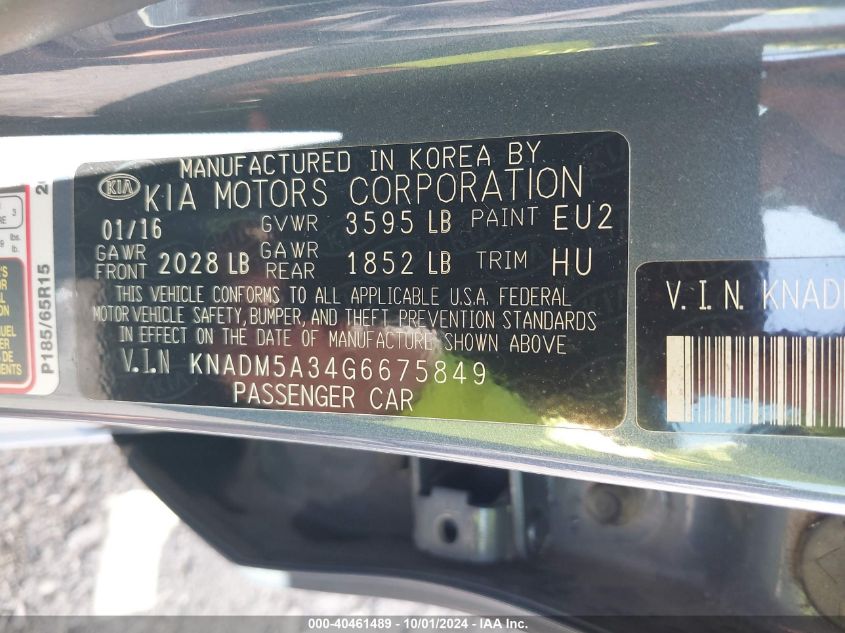 MANUFACTURED IN KOREA BY
KIA KIA MOTORS CORPORATION
01/16 GVWR 3595 LB PAINT EU2
GAWR FRONT 2028 LB GAWR REAR 1852 LB TRIM HU
THIS VEHICLE CONFORMS TO ALL APPLICABLE U.S.A. FEDERAL
MOTOR VEHICLE SAFETY, BUMPER, AND THEFT PREVENTION STANDARDS
IN EFFECT ON THE DATE OF MANUFACTURE SHOWN ABOVE
V.I.N KNADM5A34G6675849
PASSENGER CAR
V.I.N. KNAD
P185/65R15
3
lbs.
lb.
000-40461489 - 10/01/2024 - IAA Inc.